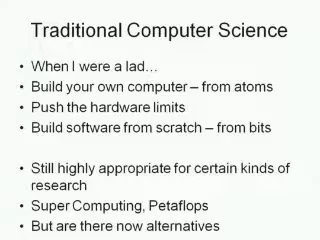 Traditional Computer Science
• When I were a lad…
• Build your own computer – from atoms
• Push the hardware limits
• Build software from scratch – from bits
• Still highly appropriate for certain kinds of
research
• Super Computing, Petaflops
• But are there now alternatives